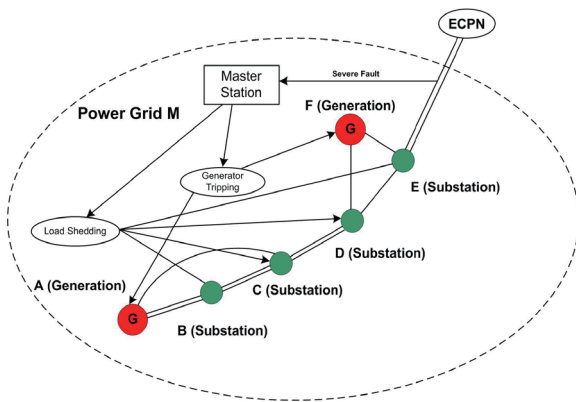 ECPN
Severe Fault
Master
Station
Power Grid M
F (Generation)
G
Generator
Tripping
E (Substation)
Load Shedding
D (Substation)
A (Generation)
C (Substation)
G
B (Substation)